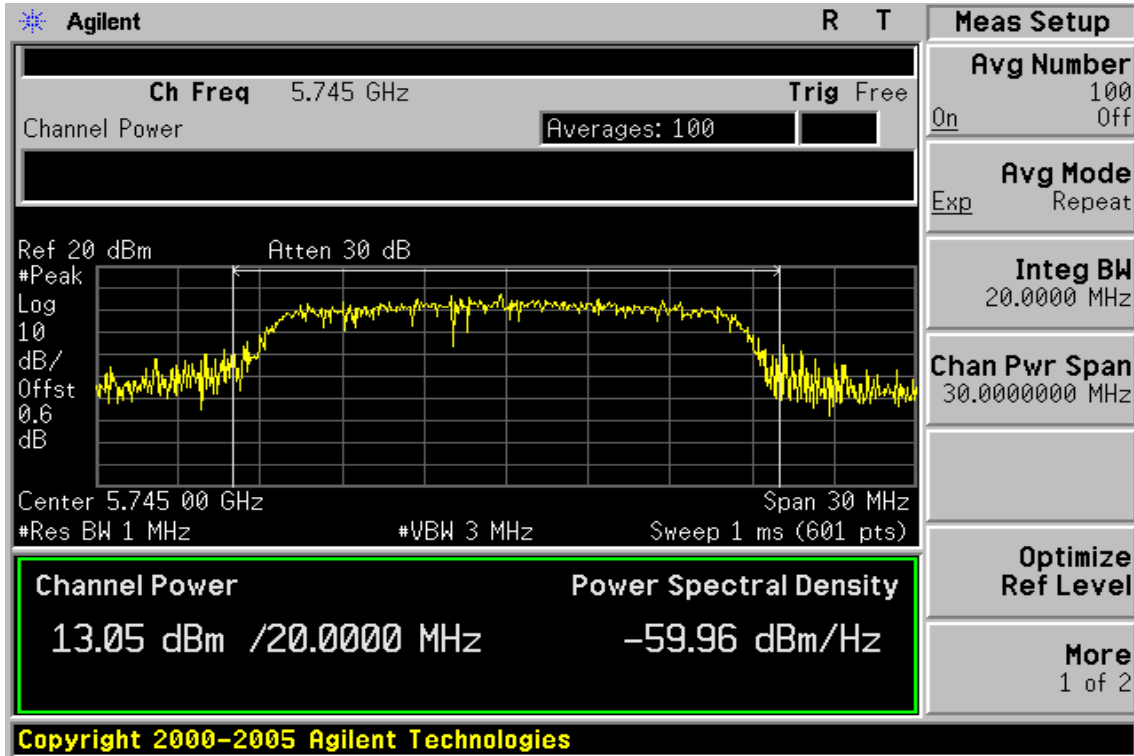 Agilent R T
Ch Freq 5.745 GHz Trig Free
Channel Power Averages: 100
Ref 20 dBm Atten 30 dB
#Peak
Log
10
dB/
Offst
0.6
dB
Center 5.745 00 GHz Span 30 MHz
#Res BW 1 MHz #VBW 3 MHz Sweep 1 ms (601 pts)
Channel Power Power Spectral Density
13.05 dBm /20.0000 MHz -59.96 dBm/Hz
Copyright 2000-2005 Agilent Technologies
Meas Setup
Avg Number
100
On Off
Avg Mode
Exp Repeat
Integ BW
20.0000 MHz
Chan Pwr Span
30.0000000 MHz
Optimize
Ref Level
More
1 of 2